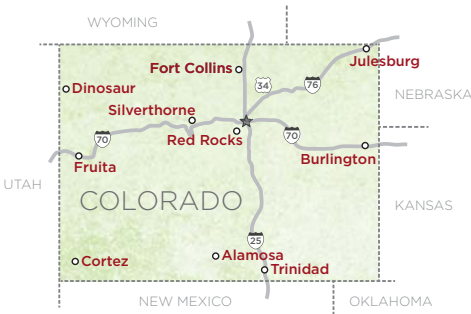 WYOMING
Julesburg
Fort Collins
34
76
Dinosaur
NEBRASKA
Silverthorne
70
Red Rocks
70
Burlington
Fruita
UTAH
COLORADO
KANSAS
25
Cortez
Alamosa
Trinidad
NEW MEXICO
OKLAHOMA